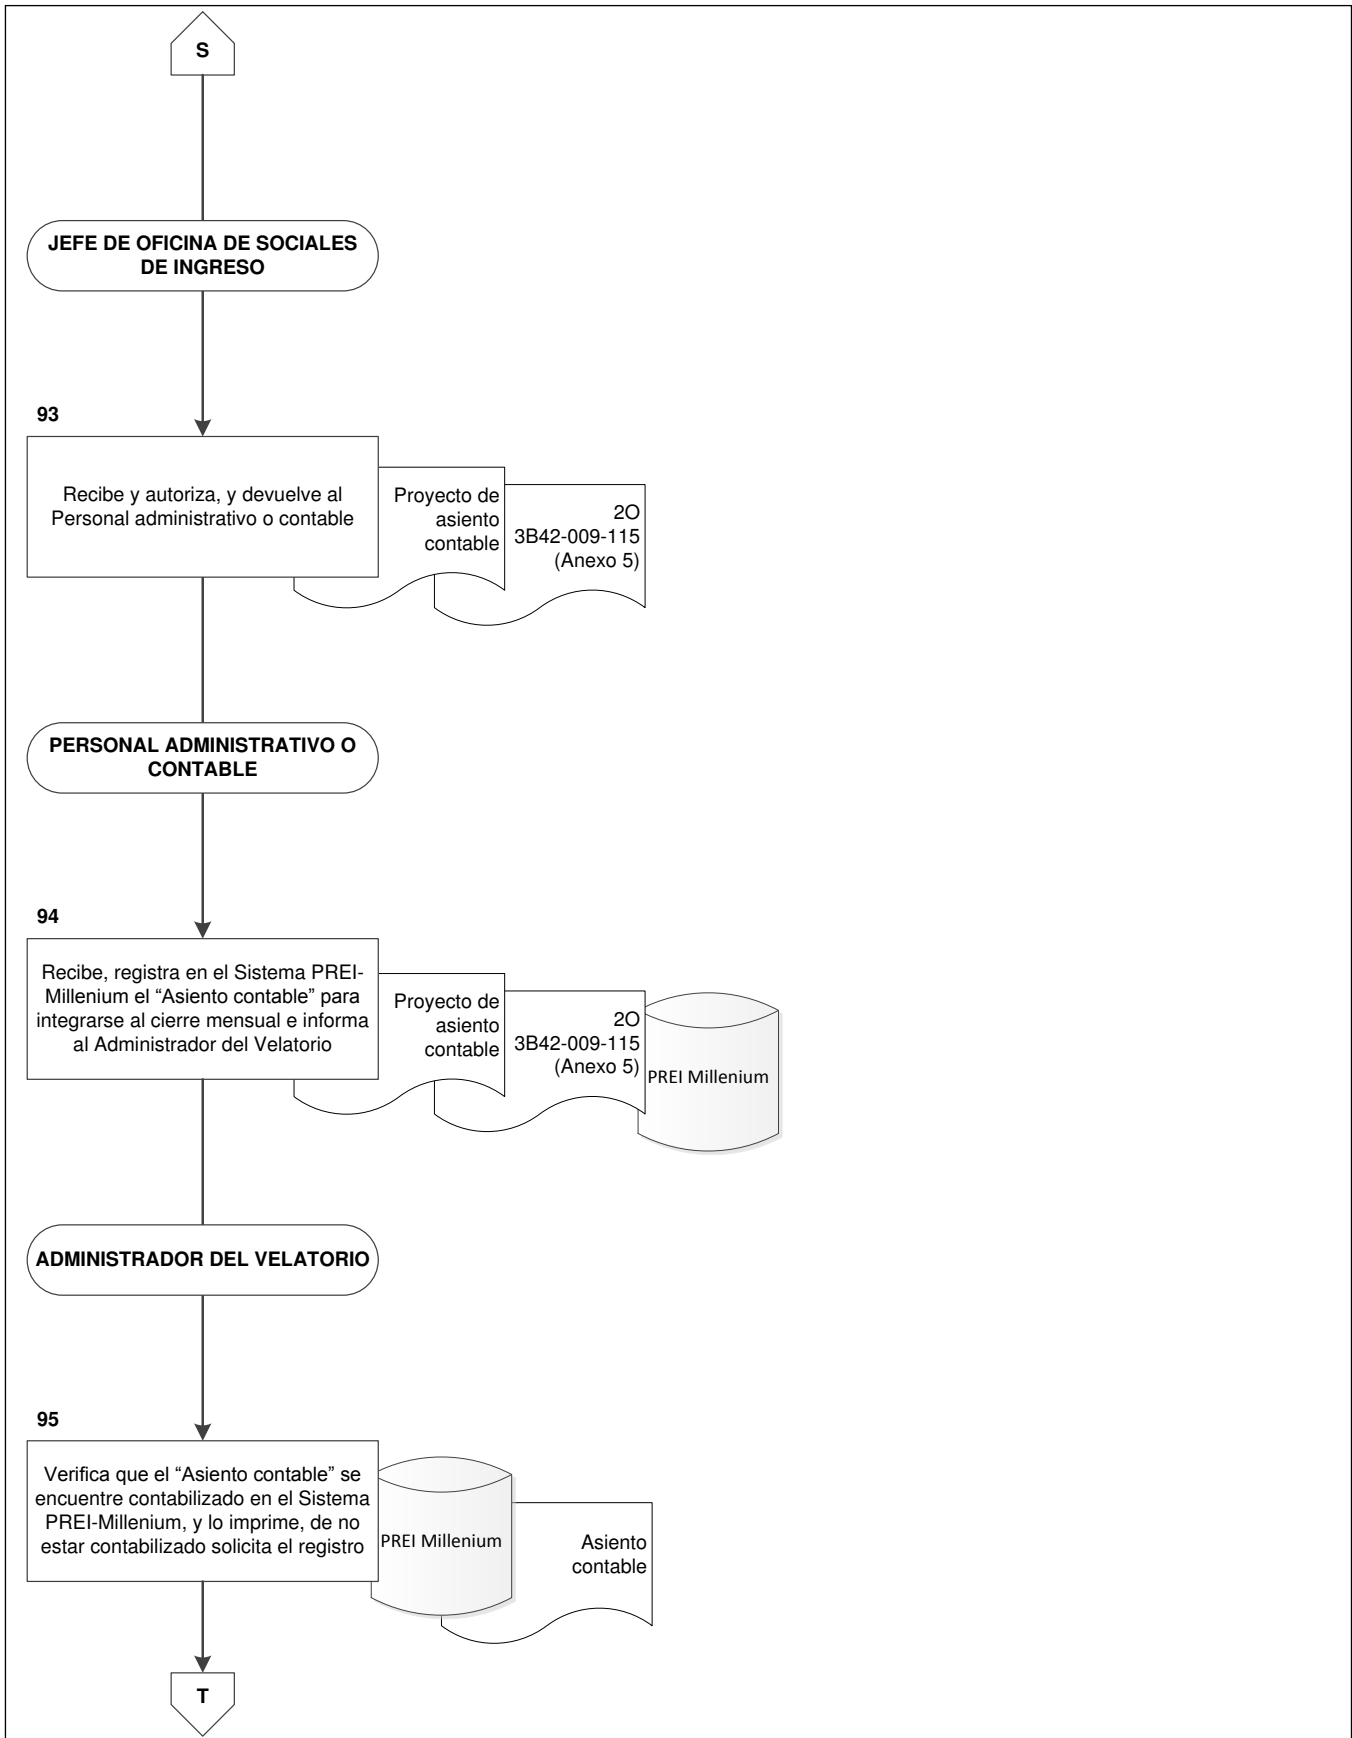 S
JEFE DE OFICINA DE SOCIALES
DE INGRESO
93
Recibe y autoriza, y devuelve al
Personal administrativo o contable
Proyecto de
asiento
contable
2O
3B42-009-115
(Anexo 5)
PERSONAL ADMINISTRATIVO O
CONTABLE
94
Recibe, registra en el Sistema PREI-
Millenium el “Asiento contable” para
integrarse al cierre mensual e informa
al Administrador del Velatorio
Proyecto de
asiento
contable
2O
3B42-009-115
(Anexo 5)
PREI Millenium
ADMINISTRADOR DEL VELATORIO
95
Verifica que el “Asiento contable” se
encuentre contabilizado en el Sistema
PREI-Millenium, y lo imprime, de no
estar contabilizado solicita el registro
PREI Millenium
Asiento
contable
T